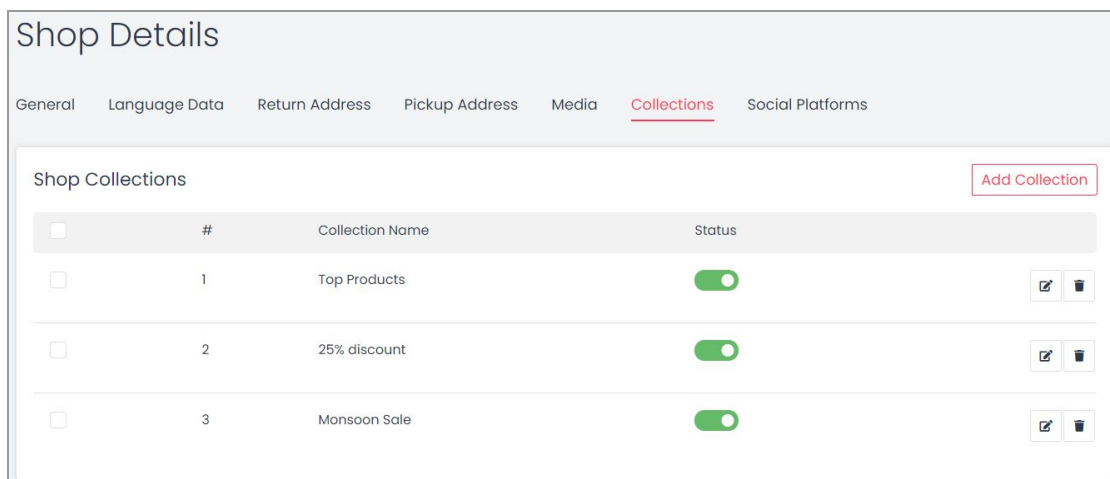 Shop Details
General Language Data Return Address Pickup Address Media Collections Social Platforms
Shop Collections Add Collection
# Collection Name Status
1 Top Products
2 25% discount
3 Monsoon Sale